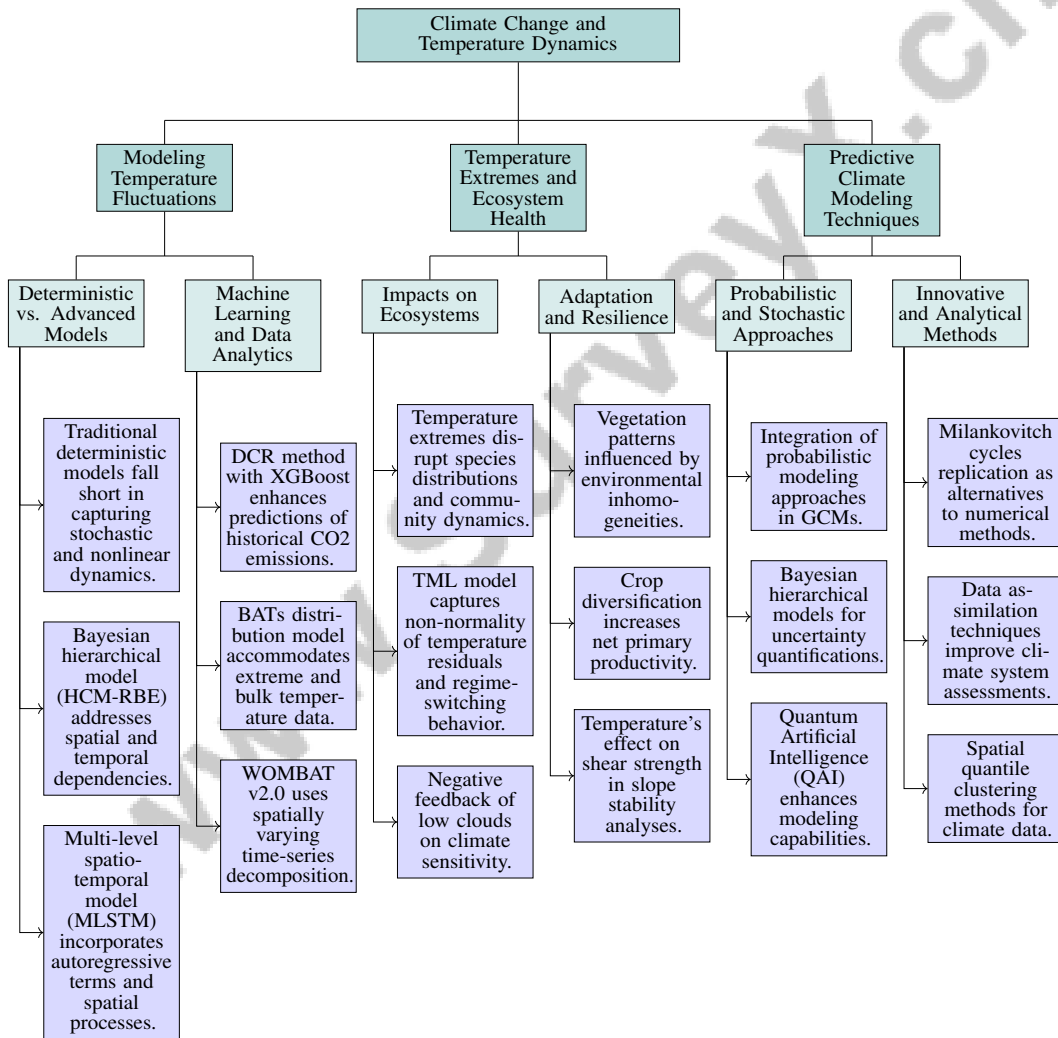 Climate Change and
Temperature Dynamics
Modeling
Temperature
Fluctuations
Temperature
Extremes and
Ecosystem
Health
Predictive
Climate
Modeling
Techniques
Deterministic
vs. Advanced
Models
Machine
Learning
and Data
Analytics
Impacts on
Ecosystems
Adaptation
and Resilience
Probabilistic
and Stochastic
Approaches
Innovative
and Analytical
Methods
Traditional
deterministic
models fall
short in
capturing
stochastic
and nonlinear
dynamics.
Bayesian
hierarchical
model
(HCM-RBE)
addresses
spatial and
temporal
dependencies.
Multi-level
spatio-
temporal
model
(MLSTM)
incorporates
autoregressive
terms and
spatial
processes.
DCR method
with XGBoost
enhances
predictions of
historical CO2
emissions.
BATs dis-
tribution model
accommodates
extreme and
bulk temper-
ature data.
WOMBAT
v2.0 uses
spatially
varying
time-series
decomposition.
Temperature
extremes dis-
rupt species
distributions
and commu-
nity dynamics.
TML model
captures
non-normality
of temperature
residuals
and regime-
switching
behavior.
Negative
feedback of
low clouds
on climate
sensitivity.
Vegetation
patterns
influenced by
environmental
inhomo-
geneities.
Crop
diversification
increases
net primary
productivity.
Temperature's
effect on
shear strength
in slope
stability
analyses.
Integration of
probabilistic
modeling
approaches
in GCMs.
Bayesian
hierarchical
models for
uncertainty
quantifications.
Quantum
Artificial
Intelligence
(QAI)
enhances
modeling
capabilities.
Milankovitch
cycles
replication as
alternatives
to numerical
methods.
Data as-
similation
techniques
improve cli-
mate system
assessments.
Spatial
quantile
clustering
methods for
climate data.